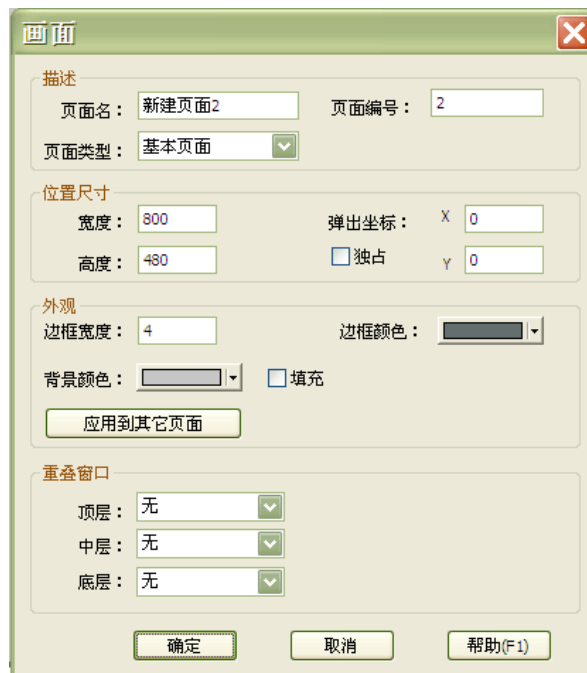 画面
描述
页面名： 新建页面2 页面编号： 2
页面类型： 基本页面
位置尺寸
宽度： 800 弹出坐标： X 0
高度： 480 独占 Y 0
外观
边框宽度： 4 边框颜色：
背景颜色： 填充
应用到其它页面
重叠窗口
顶层： 无
中层： 无
底层： 无
确定 取消 帮助(F1)